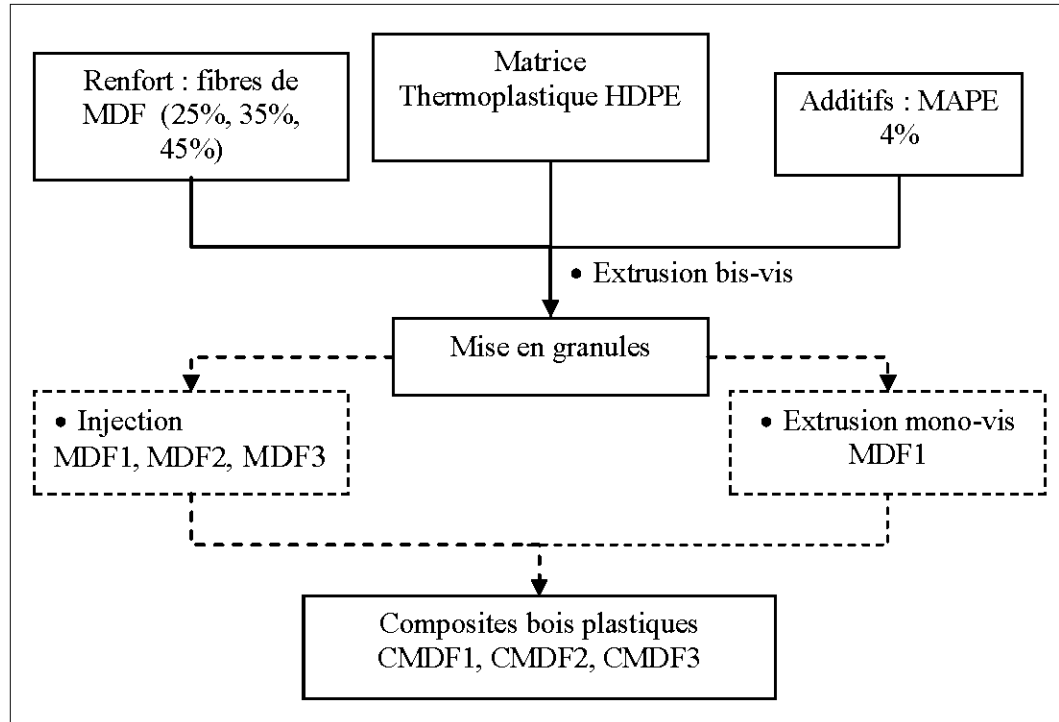 Renfort : fibres de
MDF (25%, 35%,
45%)
Matrice
Thermoplastique HDPE
Additifs : MAPE
4%
• Extrusion bis-vis
Mise en granules
• Injection
MDF1, MDF2, MDF3
• Extrusion mono-vis
MDF1
Composites bois plastiques
CMDF1, CMDF2, CMDF3